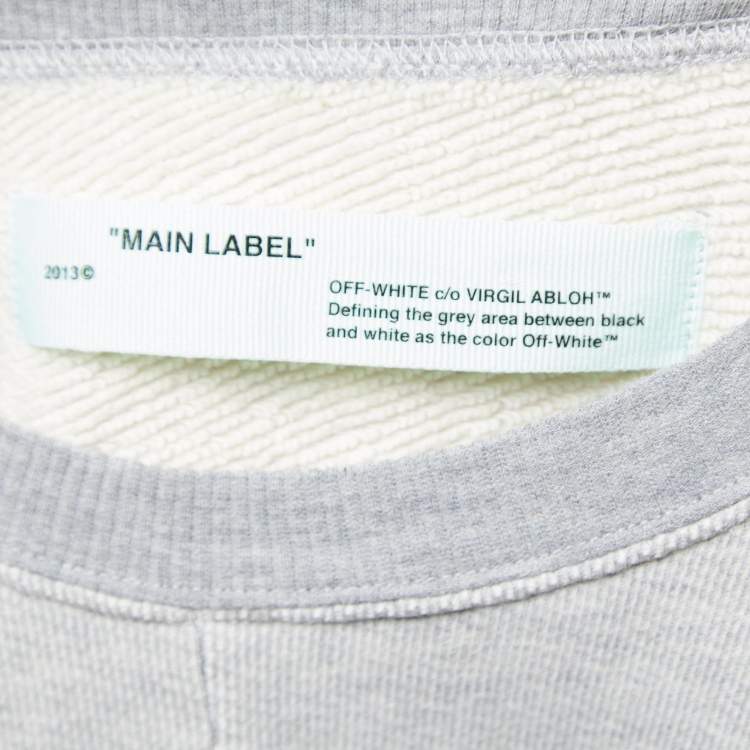 "MAIN LABEL"
2013©
OFF-WHITE c/o VIRGIL ABLOH™
Defining the grey area between black
and white as the color Off-White™